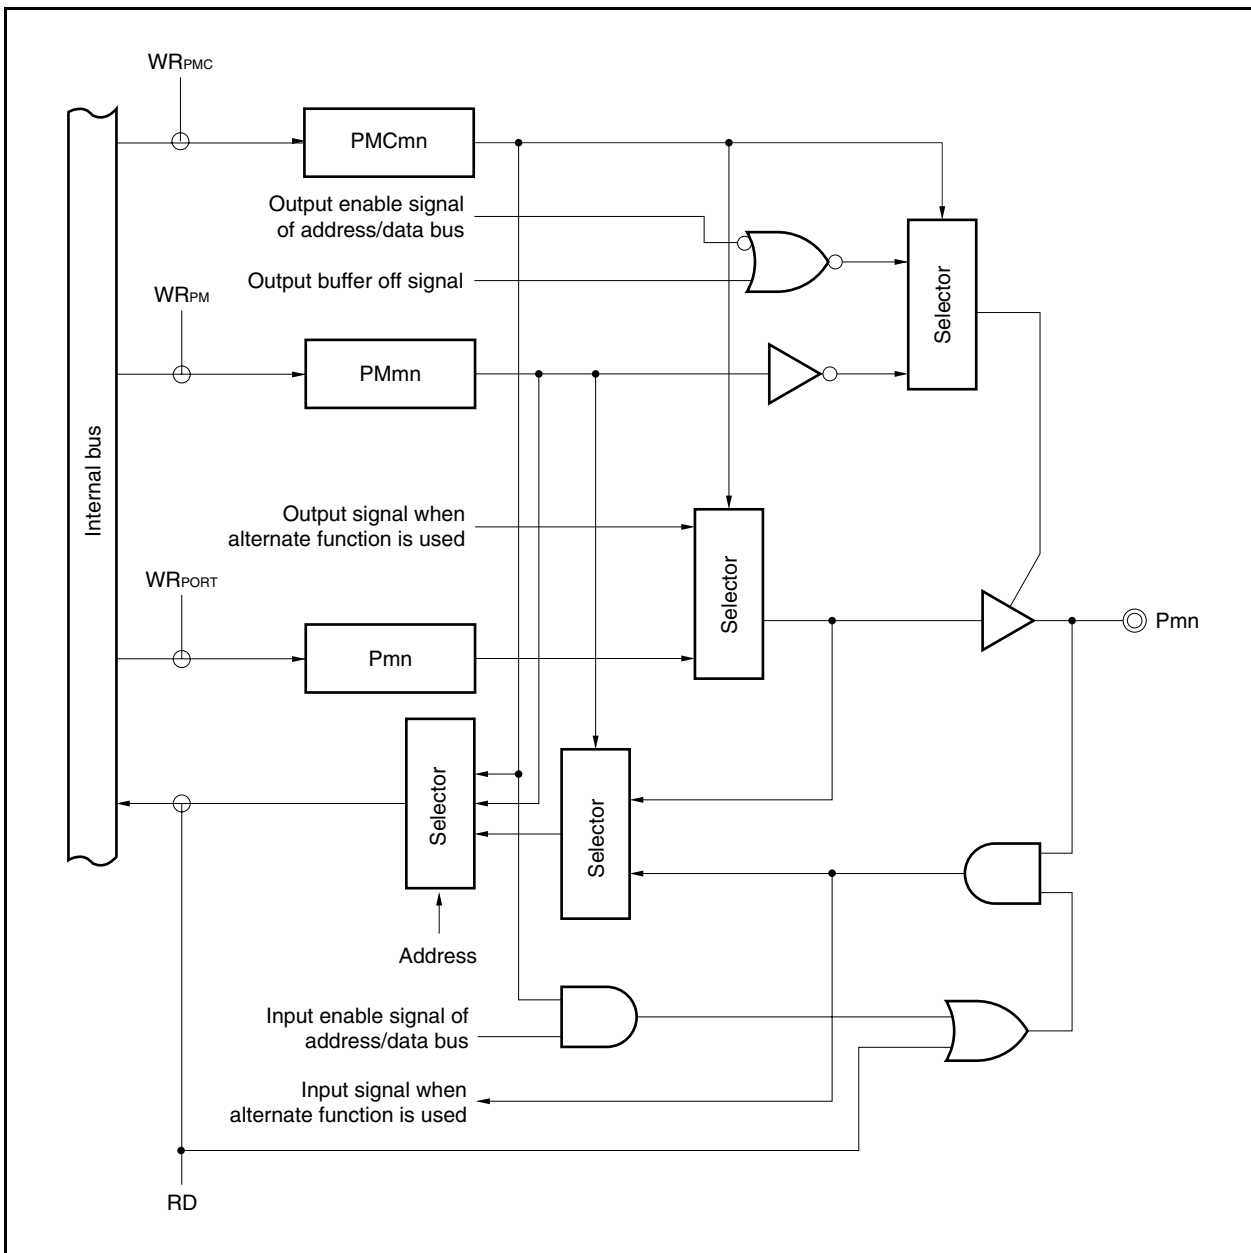 WRPMC
PMCmn
Output enable signal
of address/data bus
Output buffer off signal
Selector
WRPM
PMmn
Internal bus
Output signal when
alternate function is used
Selector
WRPORT
Pmn
Pmn
Selector
Selector
Address
Input enable signal of
address/data bus
Input signal when
alternate function is used
RD